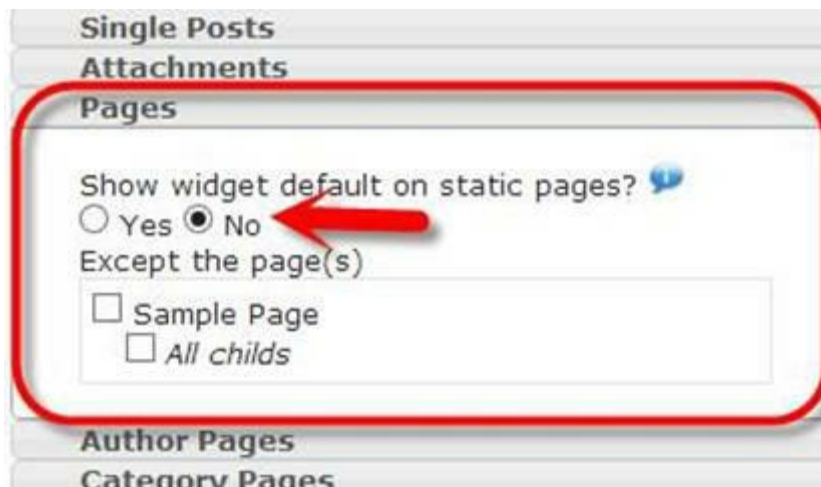 Single Posts
Attachments
Pages
Show widget default on static pages?
Yes No
Except the page(s)
Sample Page
All childs
Author Pages
Category Pages